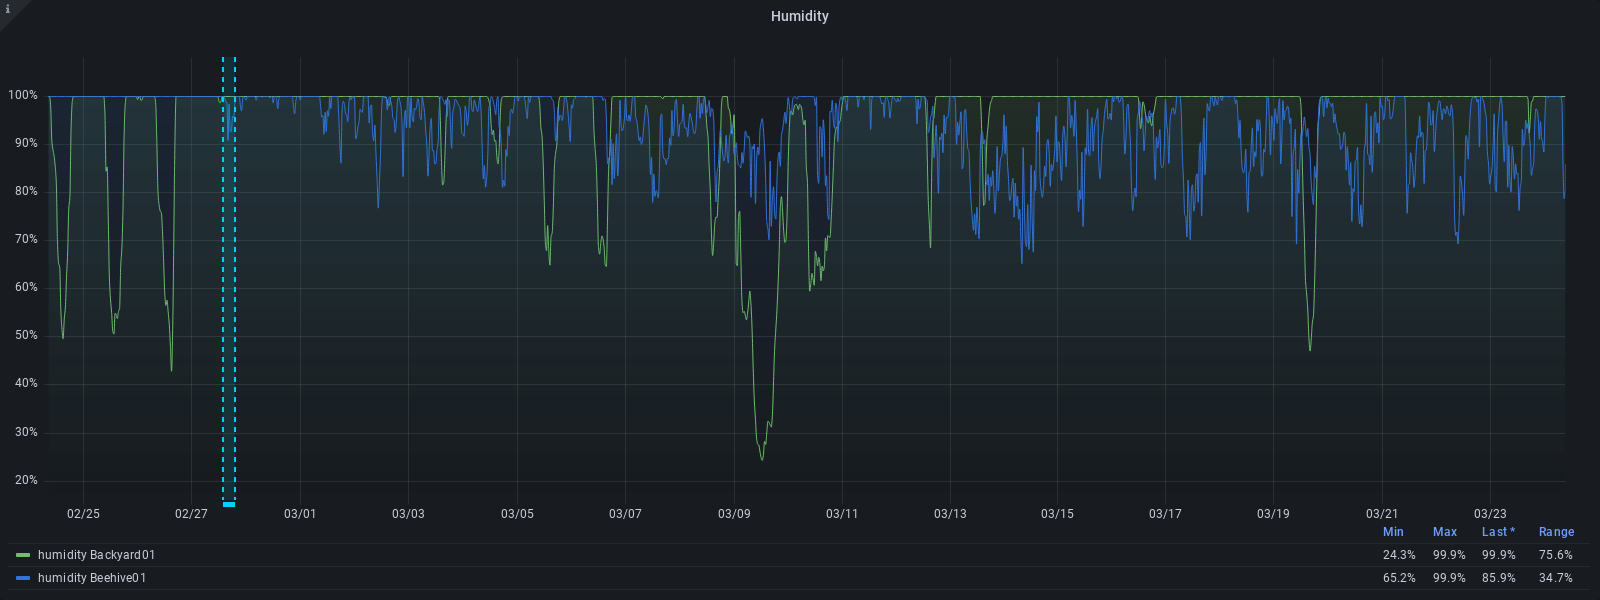 i
Humidity
100%
90%
80%
70%
60%
50%
40%
30%
20%
02/25 02/27 03/01 03/03 03/05 03/07 03/09 03/11 03/13 03/15 03/17 03/19 03/21 03/23
Min Max Last * Range
humidity Backyard01 24.3% 99.9% 99.9% 75.6%
humidity Beehive01 65.2% 99.9% 85.9% 34.7%